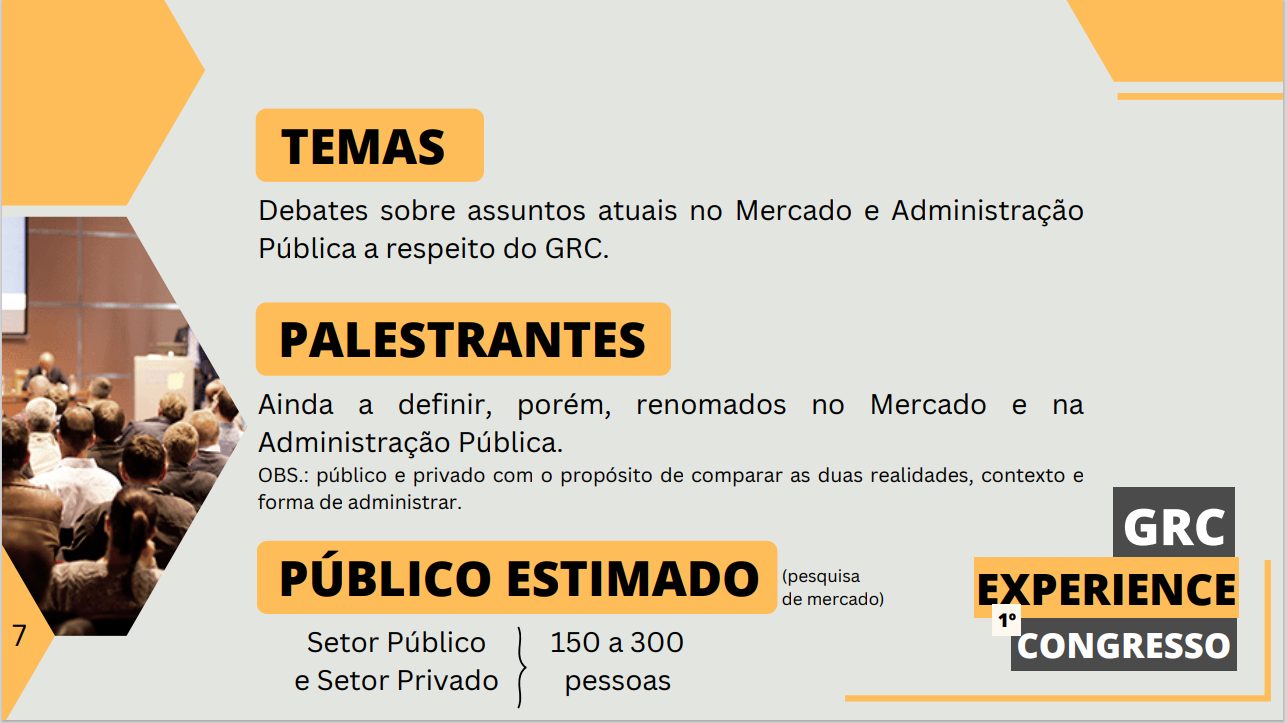 TEMAS
Debates sobre assuntos atuais no Mercado e Administração
Pública a respeito do GRC.
PALESTRANTES
Ainda a definir, porém, renomados no Mercado e na
Administração Pública.
OBS.: público e privado com o propósito de comparar as duas realidades, contexto e
forma de administrar.
PÚBLICO ESTIMADO
(pesquisa
de mercado)
Setor Público
e Setor Privado
150 a 300
pessoas
GRC
EXPERIENCE
1º
CONGRESSO
7